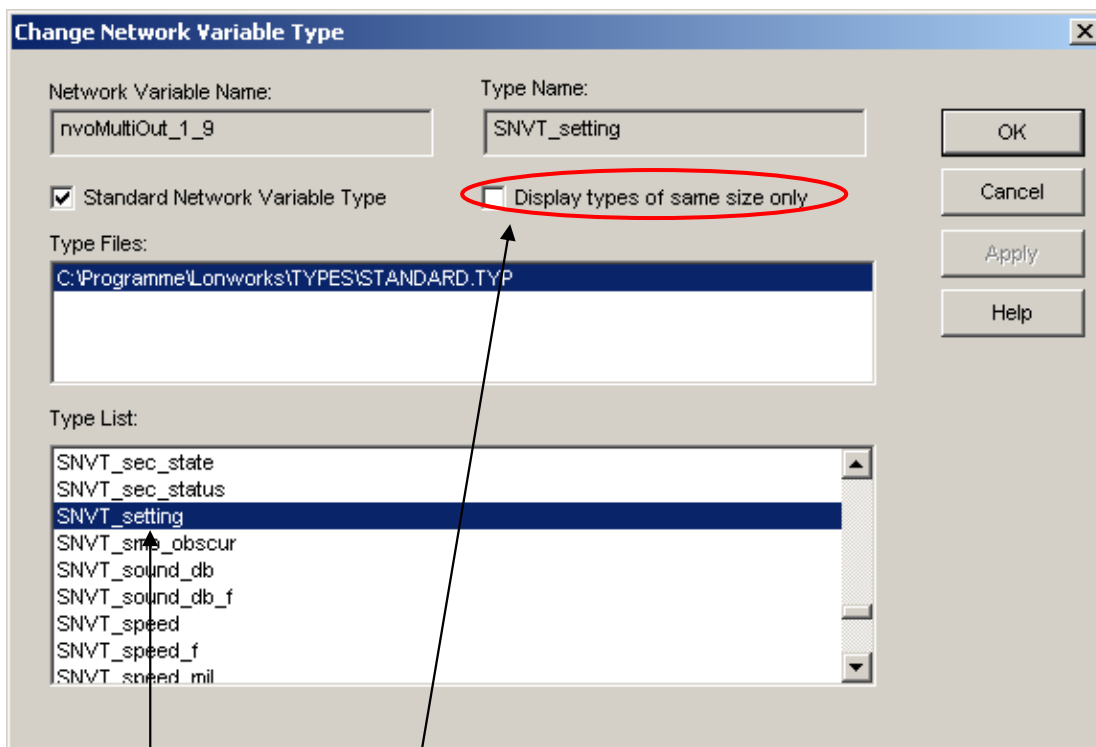 Change Network Variable Type
Network Variable Name:
Type Name:
nvoMultiOut_1_9
SNVT_setting
OK
Standard Network Variable Type
Display types of same size only
Cancel
Type Files:
Apply
C:\Programme\Lonworks\TYPES\STANDARD.TYP
Help
Type List:
SNVT_sec_state
SNVT_sec_status
SNVT_setting
SNVT_smo_obscur
SNVT_sound_db
SNVT_sound_db_f
SNVT_speed
SNVT_speed_f
SNVT_speed_mil